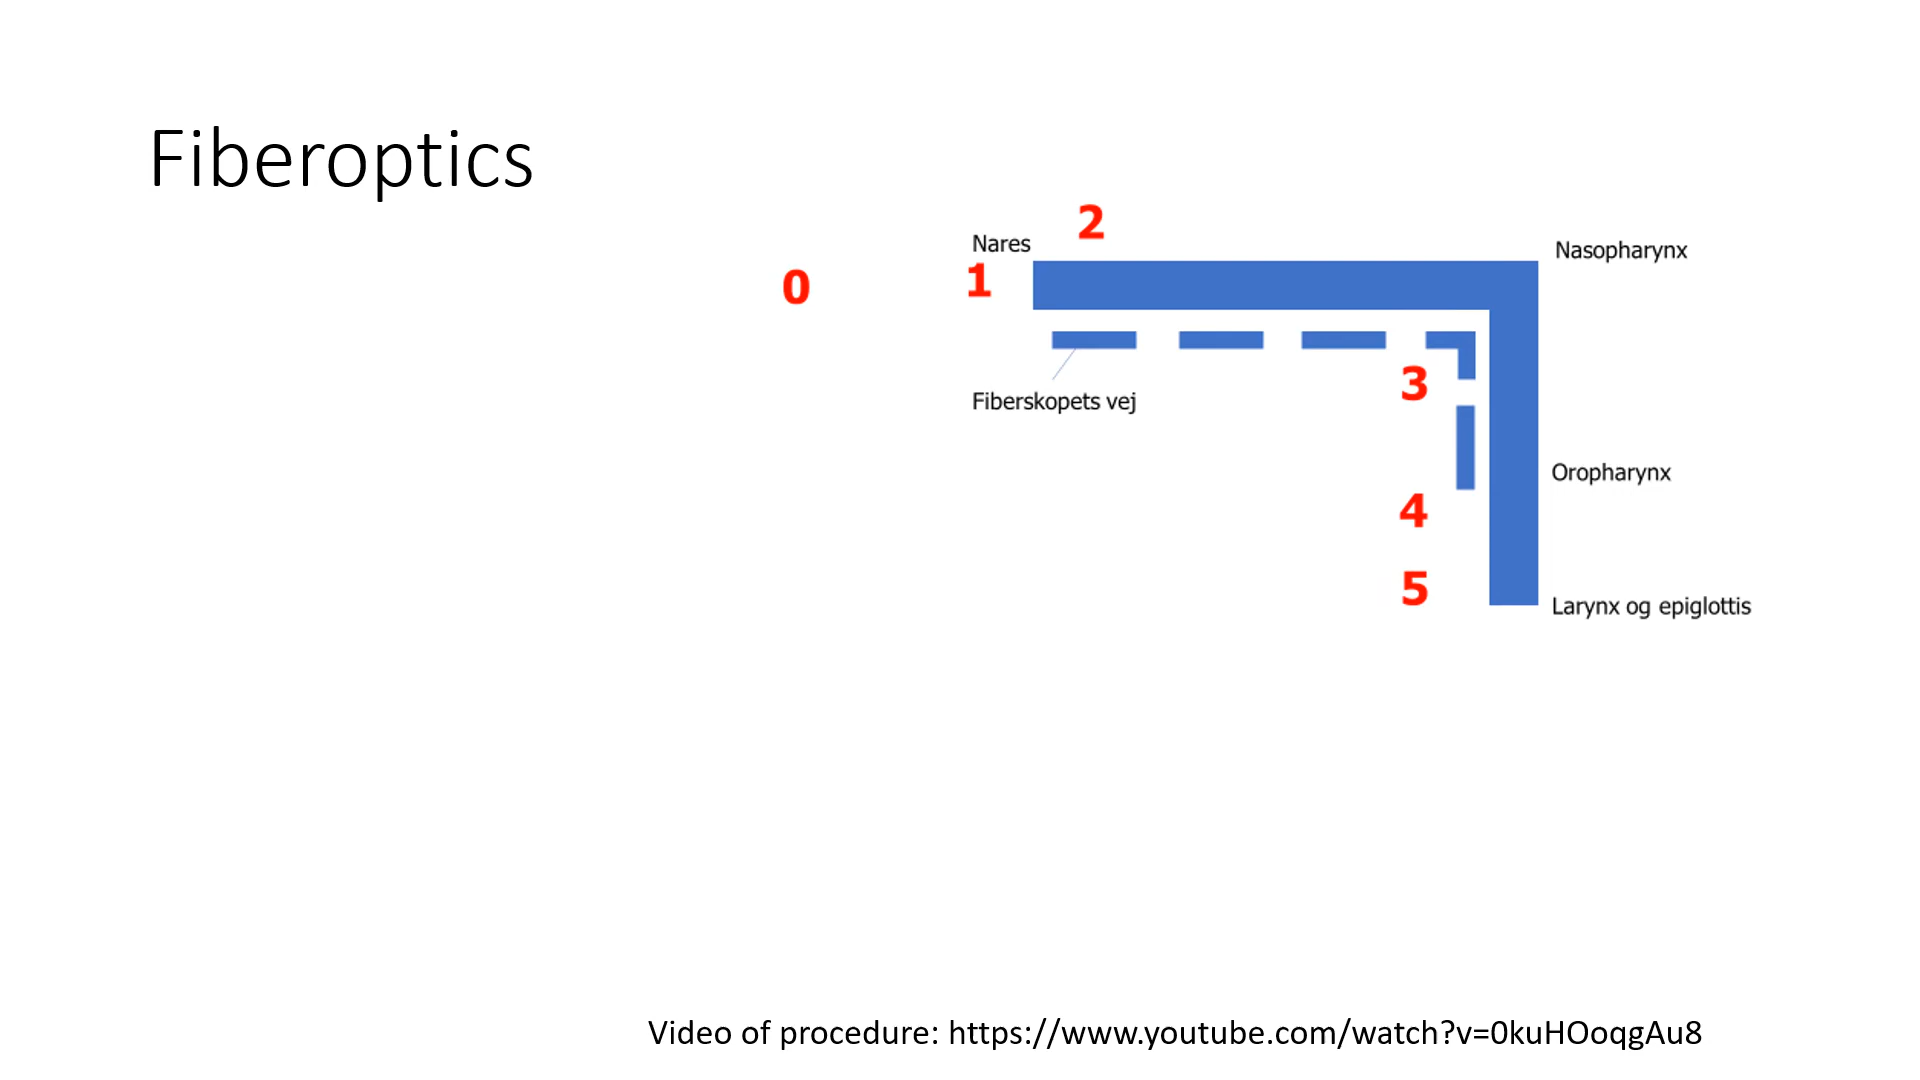 Fiberoptics
2
Nares
Nasopharynx
0
1
3
Fiberskopets vej
Oropharynx
4
5
Larynx og epiglottis
Video of procedure: https://www.youtube.com/watch?v=0kuHOoqgAu8